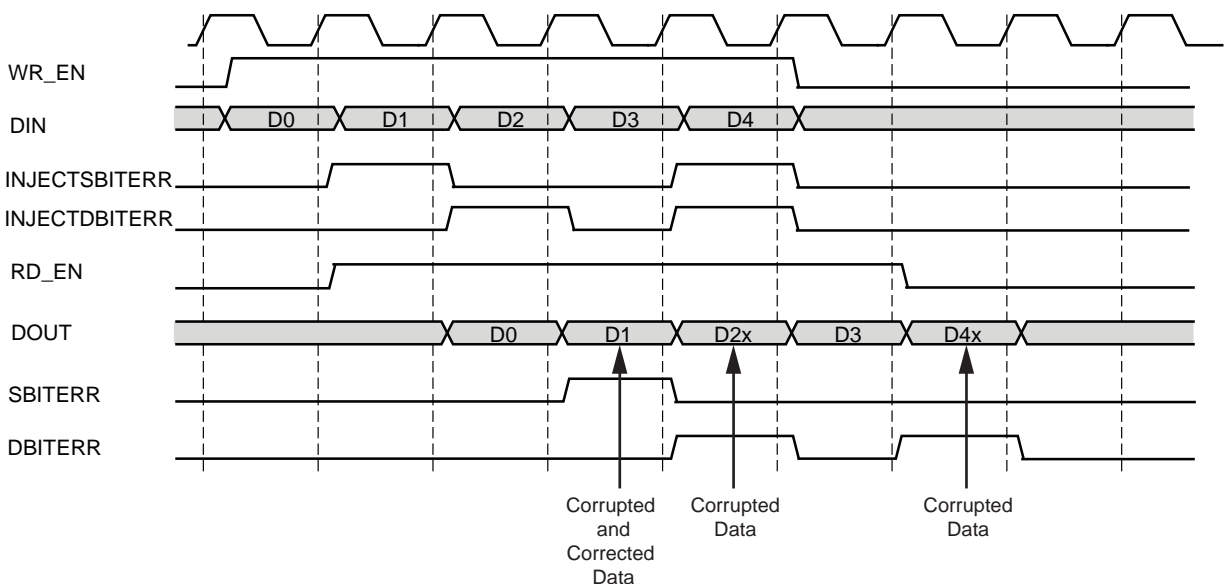 WR_EN
DIN
D0 D1 D2 D3 D4
INJECTSBITERR
INJECTDBITERR
RD_EN
DOUT
D0 D1 D2x D3 D4x
SBITERR
DBITERR
Corrupted
and
Corrected
Data
Corrupted
Data
Corrupted
Data